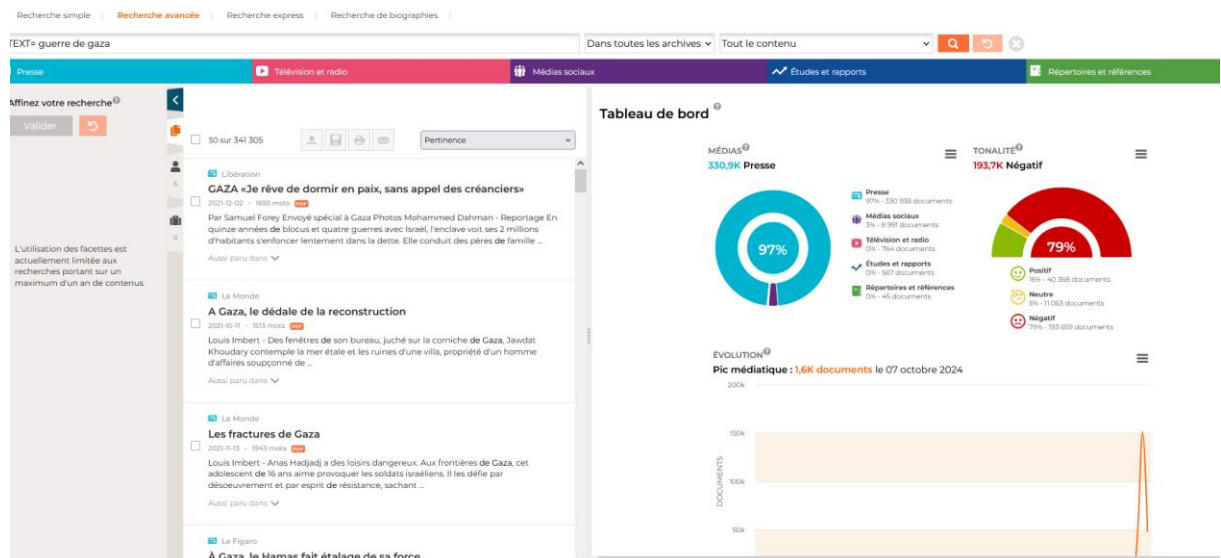 Recherche simple | Recherche avancée | Recherche express | Recherche de biographies |
TEXT= guerre de gaza
Dans toutes les archives
Tout le contenu
Presse
Télévision et radio
Médias sociaux
Études et rapports
Répertoires et références
Affinez votre recherche
Valider
L'utilisation des facettes est
actuellement limitée aux
recherches portant sur un
maximum d'un an de contenus
5
0
50 sur 341 305
Pertinence
Libération
GAZA «Je rêve de dormir en paix, sans appel des créanciers»
2021-12-02 - 1693 mots PDF
Par Samuel Forey Envoyé spécial à Gaza Photos Mohammed Dahman - Reportage En
quinze années de blocus et quatre guerres avec Israël, l'enclave voit ses 2 millions
d'habitants s'enfoncer lentement dans la dette. Elle conduit des pères de famille ...
Aussi paru dans
Le Monde
A Gaza, le dédale de la reconstruction
2021-10-11 - 1513 mots PDF
Louis Imbert - Des fenêtres de son bureau, juché sur la corniche de Gaza, Jawdat
Khoudary contemple la mer étale et les ruines d'une villa, propriété d'un homme
d'affaires soupçonné de ...
Aussi paru dans
Le Monde
Les fractures de Gaza
2021-11-13 - 1943 mots PDF
Louis Imbert - Anas Hadjadj a des loisirs dangereux. Aux frontières de Gaza, cet
adolescent de 16 ans aime provoquer les soldats israéliens. Il les défie par
désoeuvrement et par esprit de résistance, sachant ...
Aussi paru dans
Le Figaro
À Gaza, le Hamas fait étalage de sa force
Tableau de bord
MÉDIAS
330,9K Presse
97%
Presse
97% - 330 938 documents
Médias sociaux
3% - 8 991 documents
Télévision et radio
0% - 764 documents
Études et rapports
0% - 567 documents
Répertoires et références
0% - 45 documents
TONALITÉ
193,7K Négatif
79%
Positif
16% - 40 368 documents
Neutre
5% - 11 063 documents
Négatif
79% - 193 659 documents
ÉVOLUTION
Pic médiatique : 1,6K documents le 07 octobre 2024
200k
150k
100k
50k
DOCUMENTS